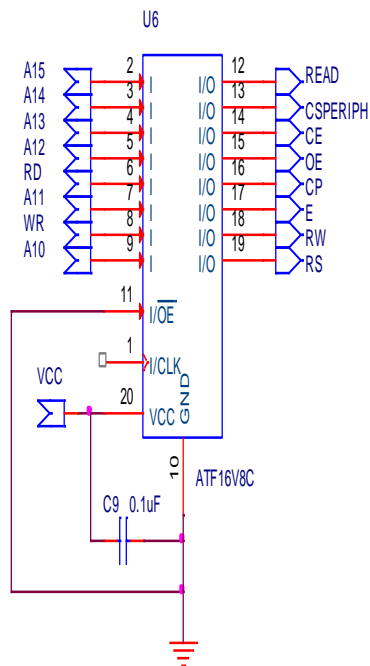 U6
A15 2 I I/O 12 READ
A14 3 I I/O 13 CSPERIPH
A13 4 I I/O 14 CE
A12 5 I I/O 15 OE
RD 6 I I/O 16 CP
A11 7 I I/O 17 E
WR 8 I I/O 18 RW
A10 9 I I/O 19 RS
11 I/OE
1 I/CLK
VCC 20 VCC
GND
10
ATF16V8C
C9 0.1uF